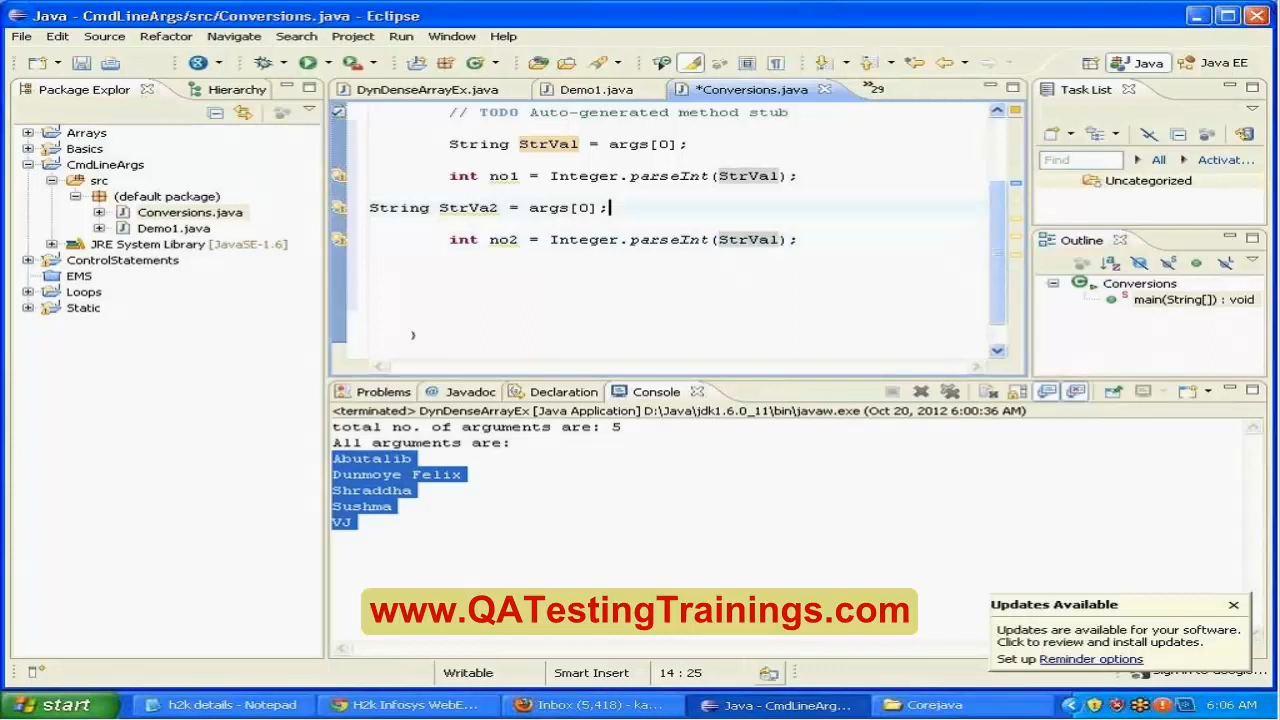 Java - CmdLineArgs/src/Conversions.java - Eclipse
File Edit Source Refactor Navigate Search Project Run Window Help
Java Java EE
Package Explor Hierarchy
Arrays
Basics
CmdLineArgs
src
(default package)
Conversions.java
Demo1.java
JRE System Library [JavaSE-1.6]
ControlStatements
EMS
Loops
Static
DynDenseArrayEx.java Demo1.java *Conversions.java »29
// TODO Auto-generated method stub
String StrVal = args[0];
int no1 = Integer.parseInt(StrVal);
String StrVa2 = args[0];
int no2 = Integer.parseInt(StrVal);
}
Task List
Find All Activat...
Uncategorized
Outline
Conversions
main(String[]) : void
Problems Javadoc Declaration Console
<terminated> DynDenseArrayEx [Java Application] D:\Java\jdk1.6.0_11\bin\javaw.exe (Oct 20, 2012 6:00:36 AM)
total no. of arguments are: 5
All arguments are:
Abutalib
Dunmoye Felix
Shraddha
Sushma
VJ
www.QATestingTrainings.com
Updates Available
Updates are available for your software.
Click to review and install updates.
Set up Reminder options
Writable Smart Insert 14 : 25
start h2k details - Notepad H2k Infosys WebE... Inbox (5,418) - ka... Java - CmdLineArg... Corejava 6:06 AM